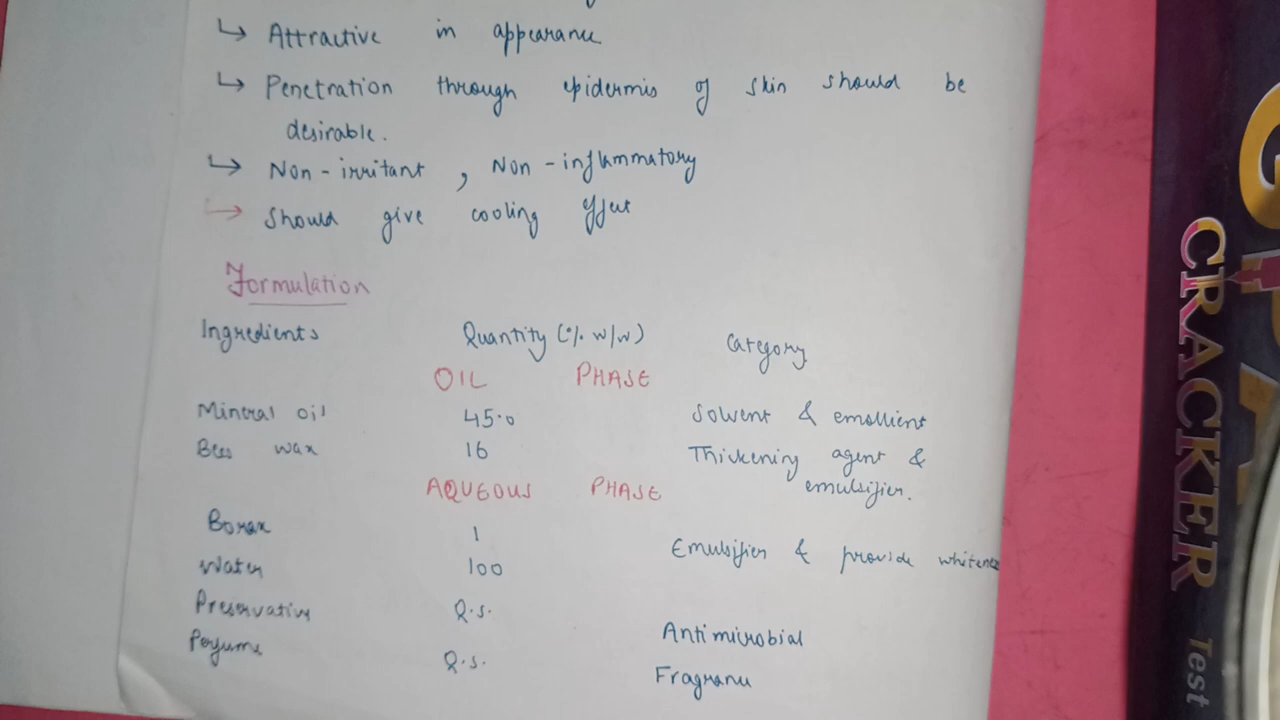 ↳ Attractive in appearance
↳ Penetration through epidermis of skin should be
desirable.
↳ Non-irritant, Non-inflammatory
→ Should give cooling effect
Formulation
Ingredients Quantity (% w/w) Category
OIL PHASE
Mineral oil 45.0 Solvent & emollient
Bees wax 16 Thickening agent &
emulsifier.
AQUEOUS PHASE
Borax 1 Emulsifier & provide whiteness
Water 100
Preservative Q.s. Antimicrobial
Perfume Q.s. Fragrance
CRACKER
Test